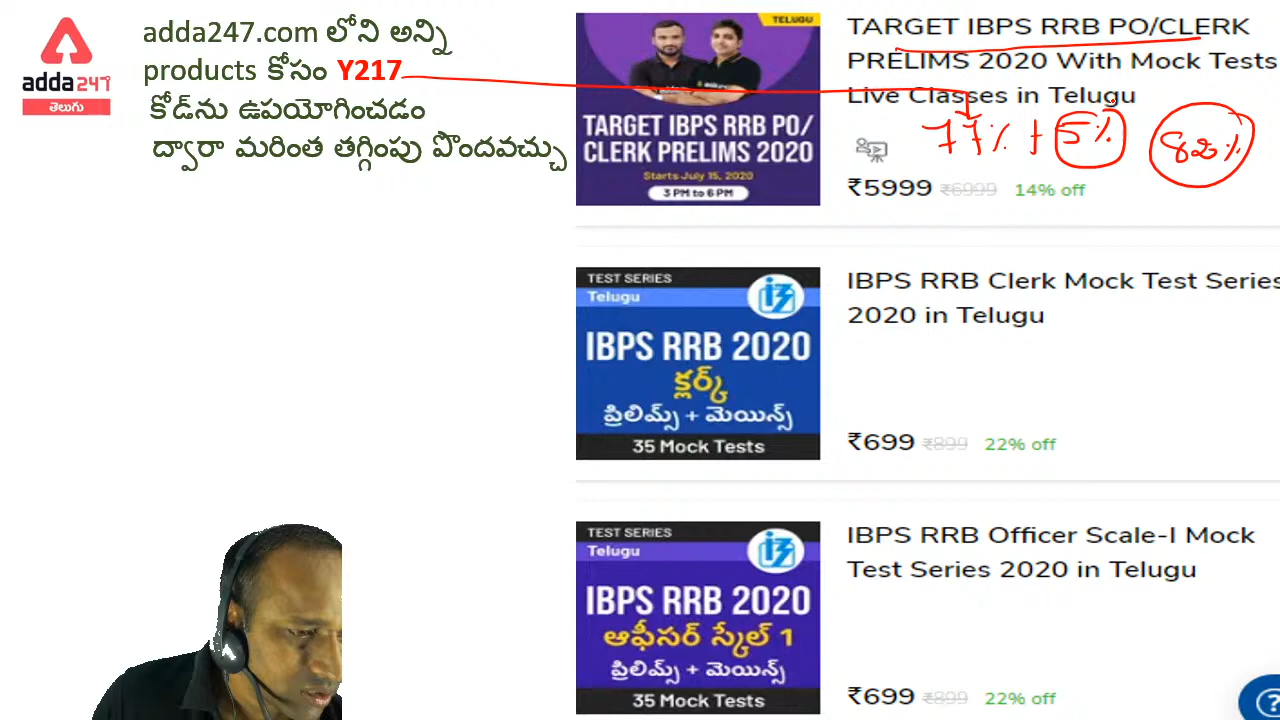 adda247
తెలుగు
adda247.com లోని అన్ని
products కోసం Y217
కోడ్‌ను ఉపయోగించడం
ద్వారా మరింత తగ్గింపు పొందవచ్చు
TELUGU
TARGET IBPS RRB PO/
CLERK PRELIMS 2020
Starts July 15, 2020
3 PM to 6 PM
TARGET IBPS RRB PO/CLERK
PRELIMS 2020 With Mock Tests
Live Classes in Telugu
77% + 5% 82%
₹5999 ₹6999 14% off
TEST SERIES
Telugu
IBPS RRB 2020
క్లర్క్
ప్రిలిమ్స్ + మెయిన్స్
35 Mock Tests
IBPS RRB Clerk Mock Test Series
2020 in Telugu
₹699 ₹899 22% off
TEST SERIES
Telugu
IBPS RRB 2020
ఆఫీసర్ స్కేల్ 1
ప్రిలిమ్స్ + మెయిన్స్
35 Mock Tests
IBPS RRB Officer Scale-I Mock
Test Series 2020 in Telugu
₹699 ₹899 22% off